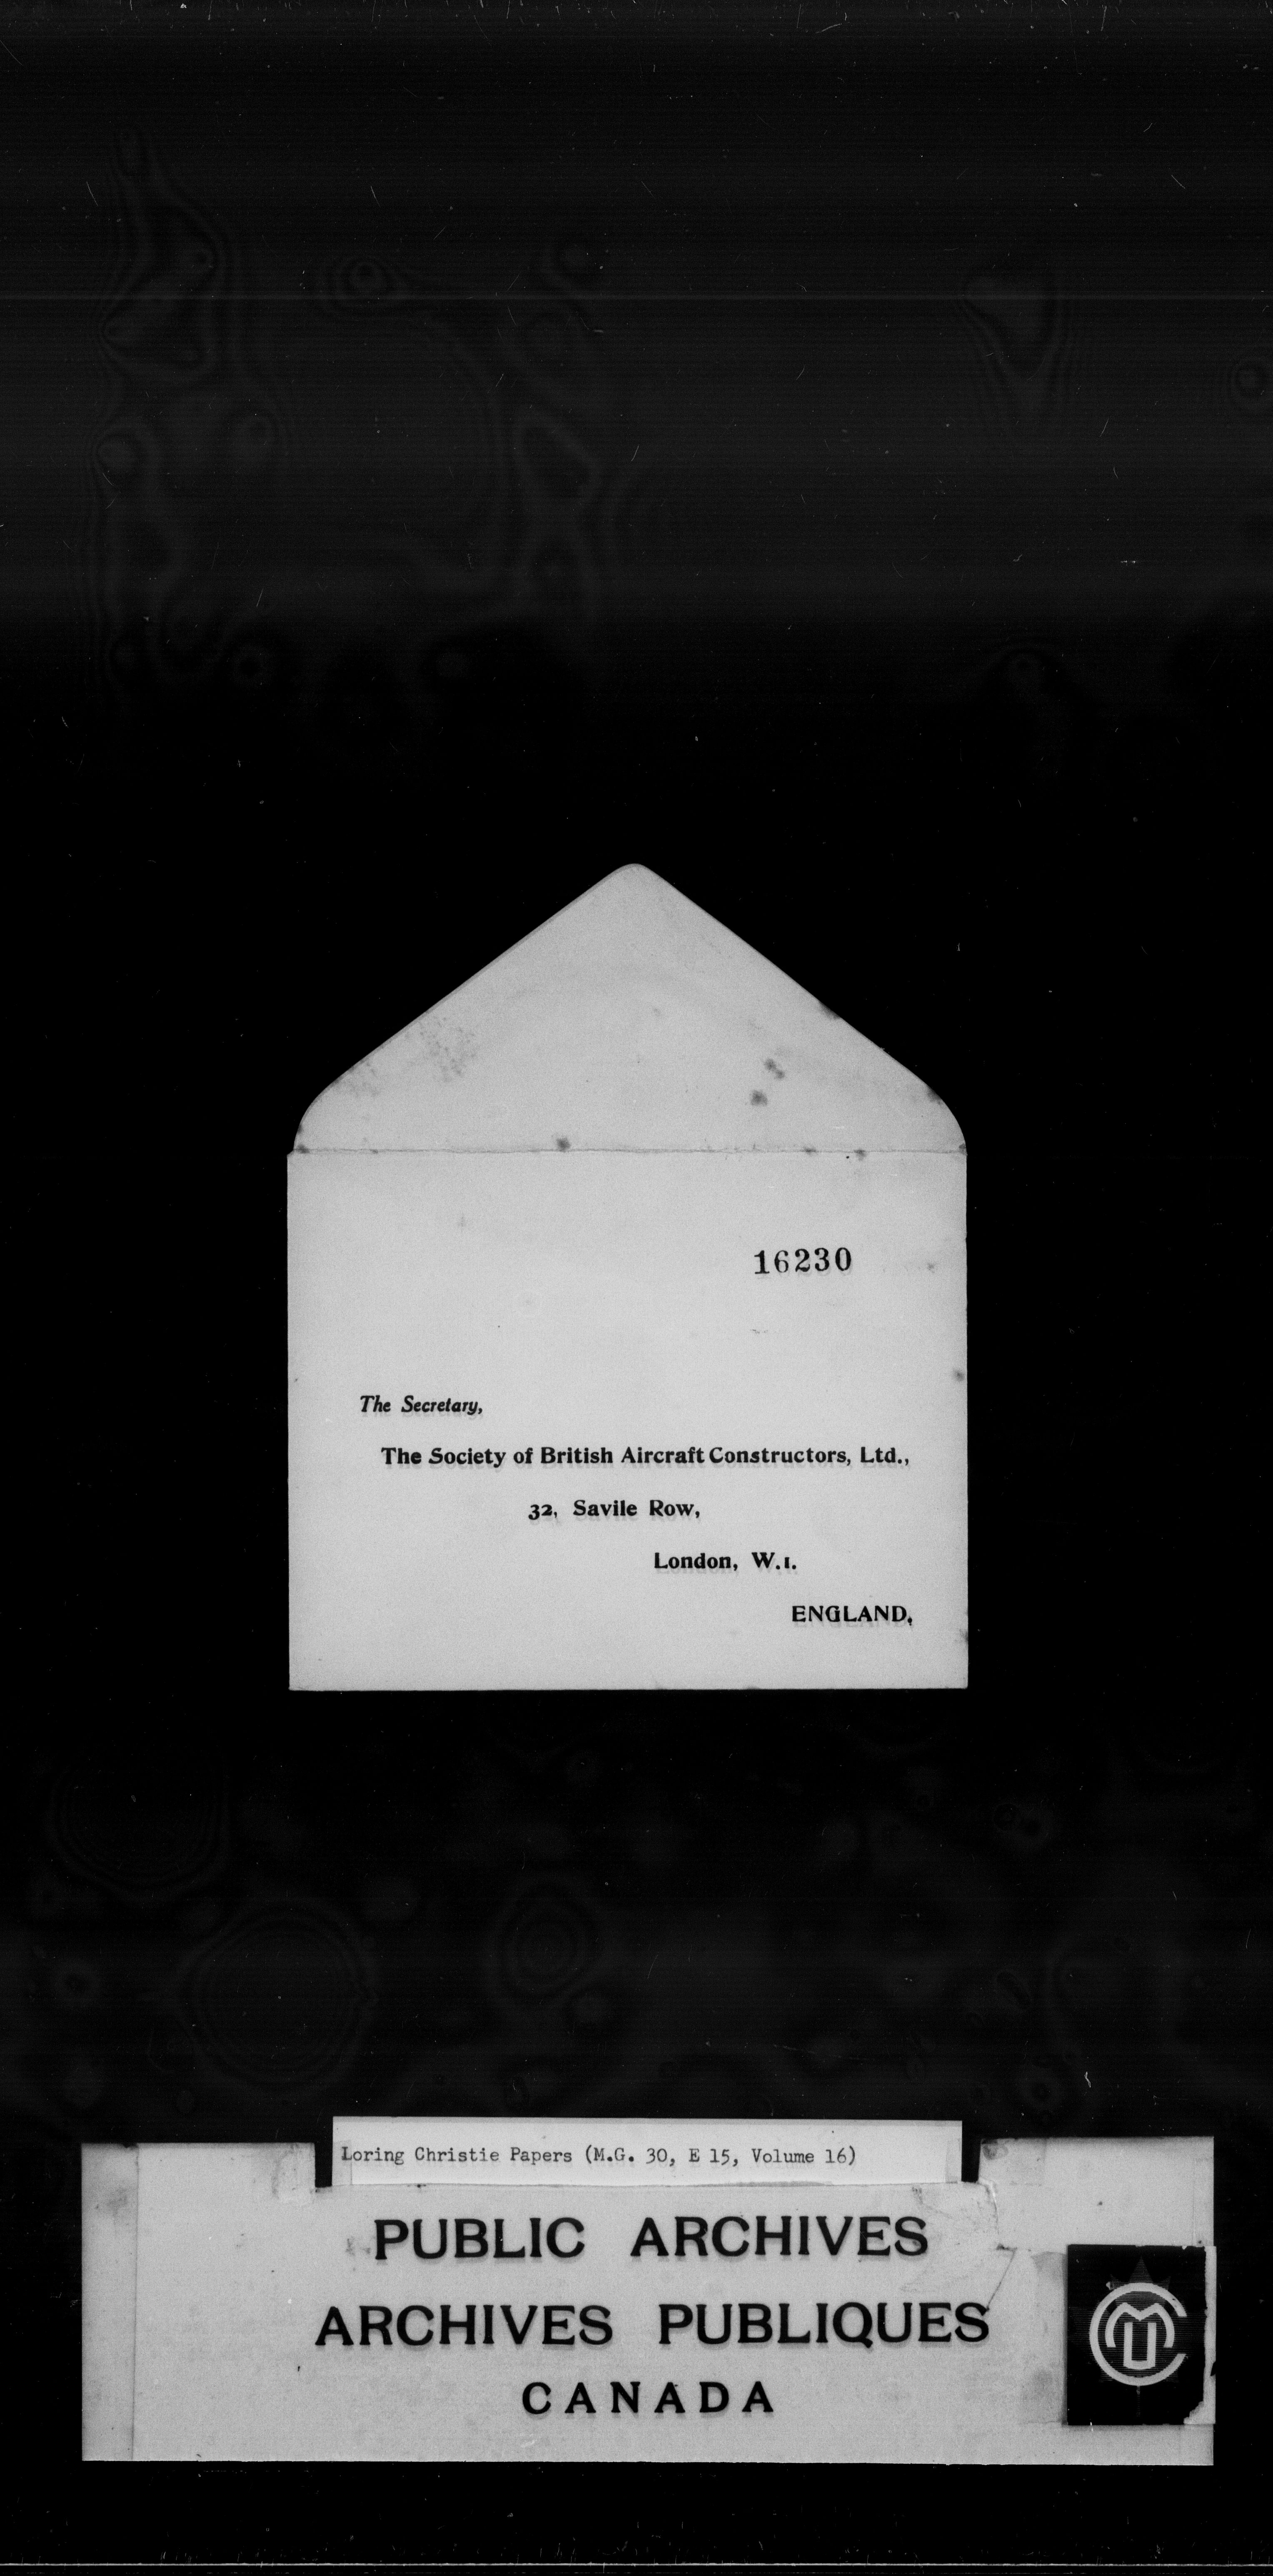 16230
The Secretary,
The Society of British Aircraft Constructors, Ltd.,
32, Savile Row,
London, W.1.
ENGLAND.
Loring Christie Papers (M.G. 30, E 15, Volume 16)
PUBLIC ARCHIVES
ARCHIVES PUBLIQUES
CANADA